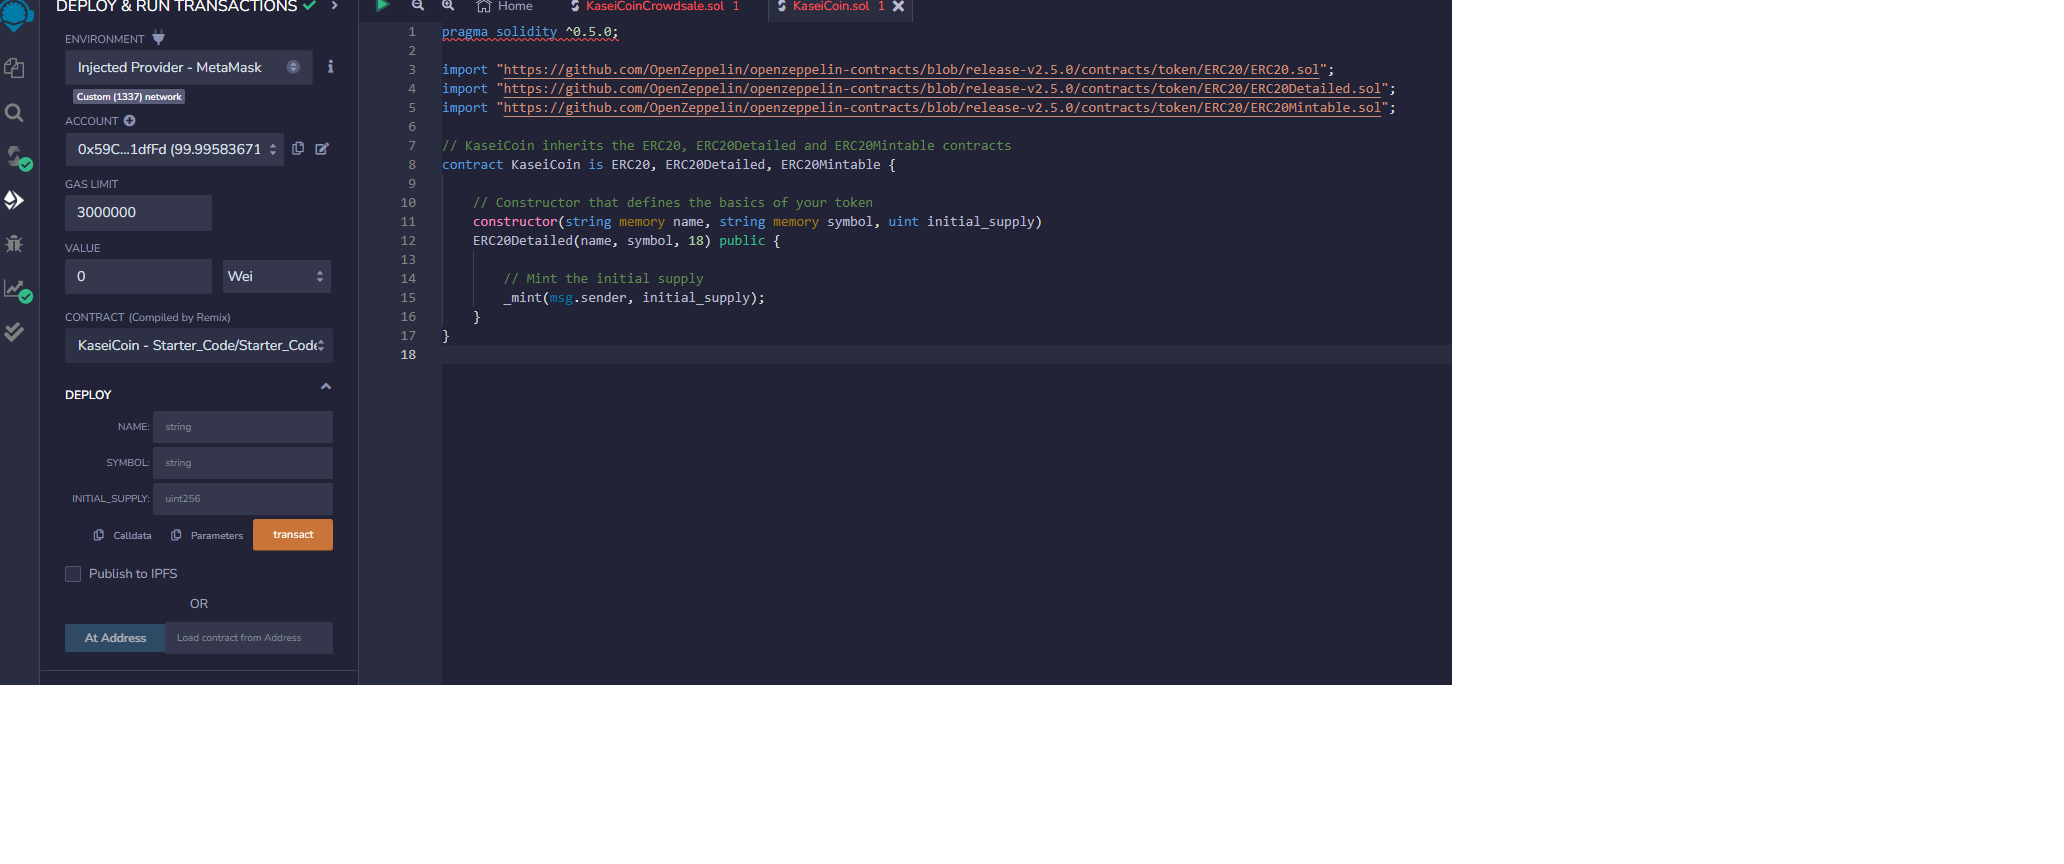 DEPLOY & RUN TRANSACTIONS
ENVIRONMENT
Injected Provider - MetaMask
Custom (1337) network
ACCOUNT
0x59C...1dfFd (99.99583671
GAS LIMIT
3000000
VALUE
0
Wei
CONTRACT (Compiled by Remix)
KaseiCoin - Starter_Code/Starter_Code
DEPLOY
NAME: string
SYMBOL: string
INITIAL_SUPPLY: uint256
Calldata Parameters transact
Publish to IPFS
OR
At Address Load contract from Address
Home KaseiCoinCrowdsale.sol 1 KaseiCoin.sol 1
1 pragma solidity ^0.5.0;
2
3 import "https://github.com/OpenZeppelin/openzeppelin-contracts/blob/release-v2.5.0/contracts/token/ERC20/ERC20.sol";
4 import "https://github.com/OpenZeppelin/openzeppelin-contracts/blob/release-v2.5.0/contracts/token/ERC20/ERC20Detailed.sol";
5 import "https://github.com/OpenZeppelin/openzeppelin-contracts/blob/release-v2.5.0/contracts/token/ERC20/ERC20Mintable.sol";
6
7 // KaseiCoin inherits the ERC20, ERC20Detailed and ERC20Mintable contracts
8 contract KaseiCoin is ERC20, ERC20Detailed, ERC20Mintable {
9
10 // Constructor that defines the basics of your token
11 constructor(string memory name, string memory symbol, uint initial_supply)
12 ERC20Detailed(name, symbol, 18) public {
13
14 // Mint the initial supply
15 _mint(msg.sender, initial_supply);
16 }
17 }
18